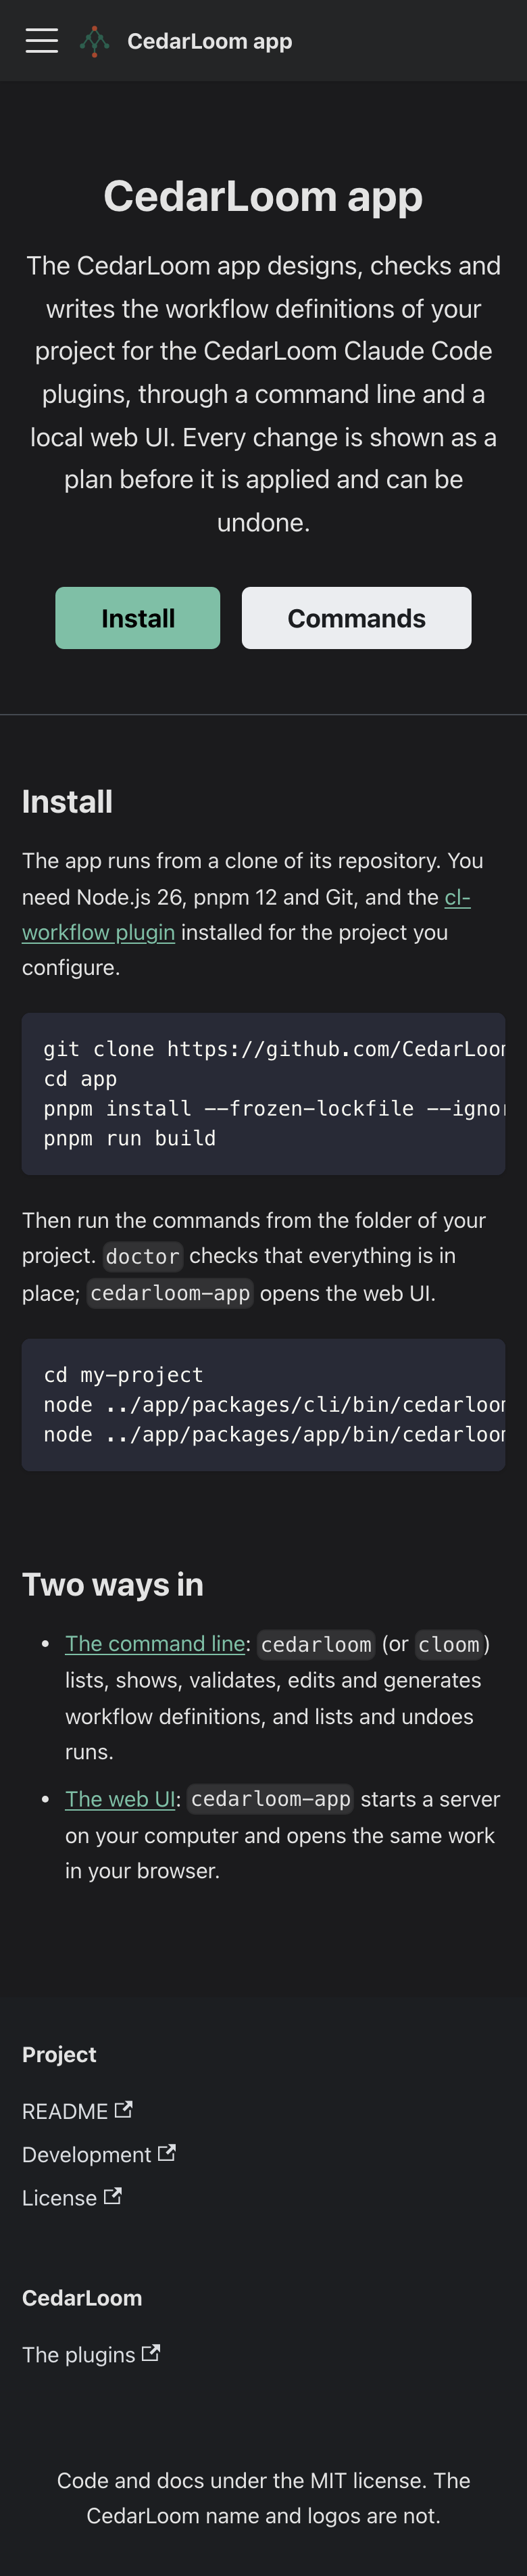 CedarLoom app
CedarLoom app
The CedarLoom app designs, checks and
writes the workflow definitions of your
project for the CedarLoom Claude Code
plugins, through a command line and a
local web UI. Every change is shown as a
plan before it is applied and can be
undone.
Install
Commands
Install
The app runs from a clone of its repository. You
need Node.js 26, pnpm 12 and Git, and the cl-
workflow plugin installed for the project you
configure.
git clone https://github.com/CedarLoom
cd app
pnpm install --frozen-lockfile --ignor
pnpm run build
Then run the commands from the folder of your
project. doctor checks that everything is in
place; cedarloom-app opens the web UI.
cd my-project
node ../app/packages/cli/bin/cedarloom
node ../app/packages/app/bin/cedarloom
Two ways in
• The command line: cedarloom (or cloom)
lists, shows, validates, edits and generates
workflow definitions, and lists and undoes
runs.
• The web UI: cedarloom-app starts a server
on your computer and opens the same work
in your browser.
Project
README
Development
License
CedarLoom
The plugins
Code and docs under the MIT license. The
CedarLoom name and logos are not.